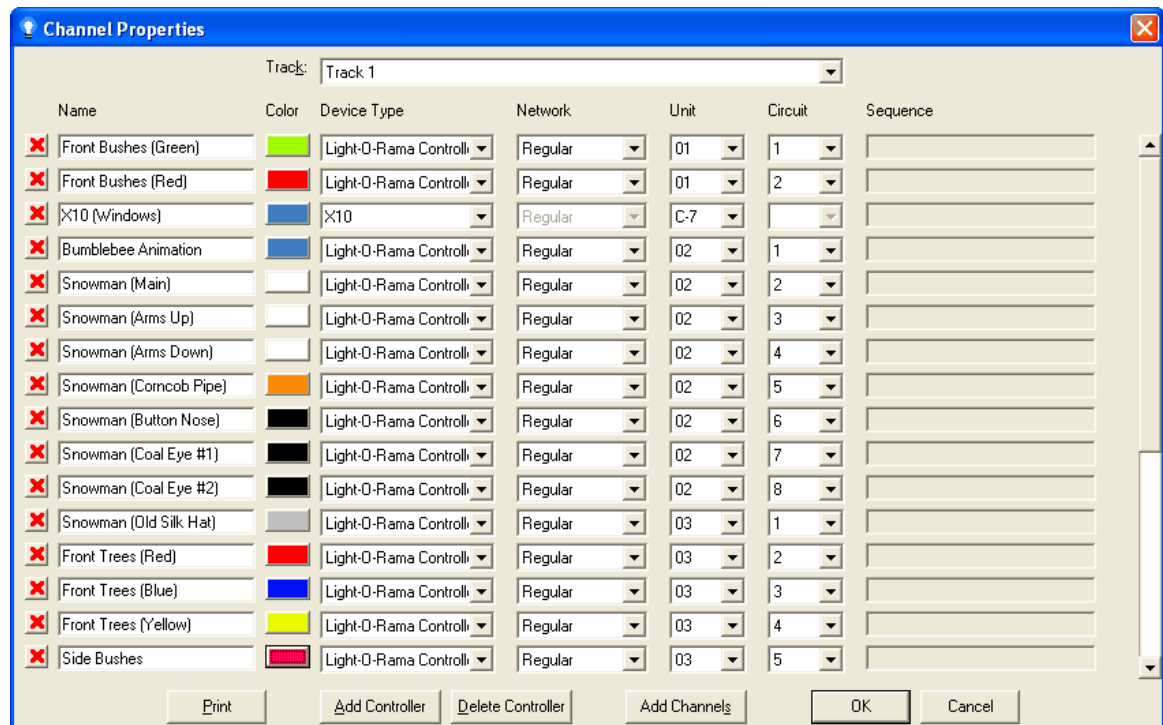 Channel Properties
Track: Track 1
Name Color Device Type Network Unit Circuit Sequence
Front Bushes (Green) Light-O-Rama Controll Regular 01 1
Front Bushes (Red) Light-O-Rama Controll Regular 01 2
X10 (Windows) X10 Regular C-7
Bumblebee Animation Light-O-Rama Controll Regular 02 1
Snowman (Main) Light-O-Rama Controll Regular 02 2
Snowman (Arms Up) Light-O-Rama Controll Regular 02 3
Snowman (Arms Down) Light-O-Rama Controll Regular 02 4
Snowman (Corncob Pipe) Light-O-Rama Controll Regular 02 5
Snowman (Button Nose) Light-O-Rama Controll Regular 02 6
Snowman (Coal Eye #1) Light-O-Rama Controll Regular 02 7
Snowman (Coal Eye #2) Light-O-Rama Controll Regular 02 8
Snowman (Old Silk Hat) Light-O-Rama Controll Regular 03 1
Front Trees (Red) Light-O-Rama Controll Regular 03 2
Front Trees (Blue) Light-O-Rama Controll Regular 03 3
Front Trees (Yellow) Light-O-Rama Controll Regular 03 4
Side Bushes Light-O-Rama Controll Regular 03 5
Print Add Controller Delete Controller Add Channels OK Cancel